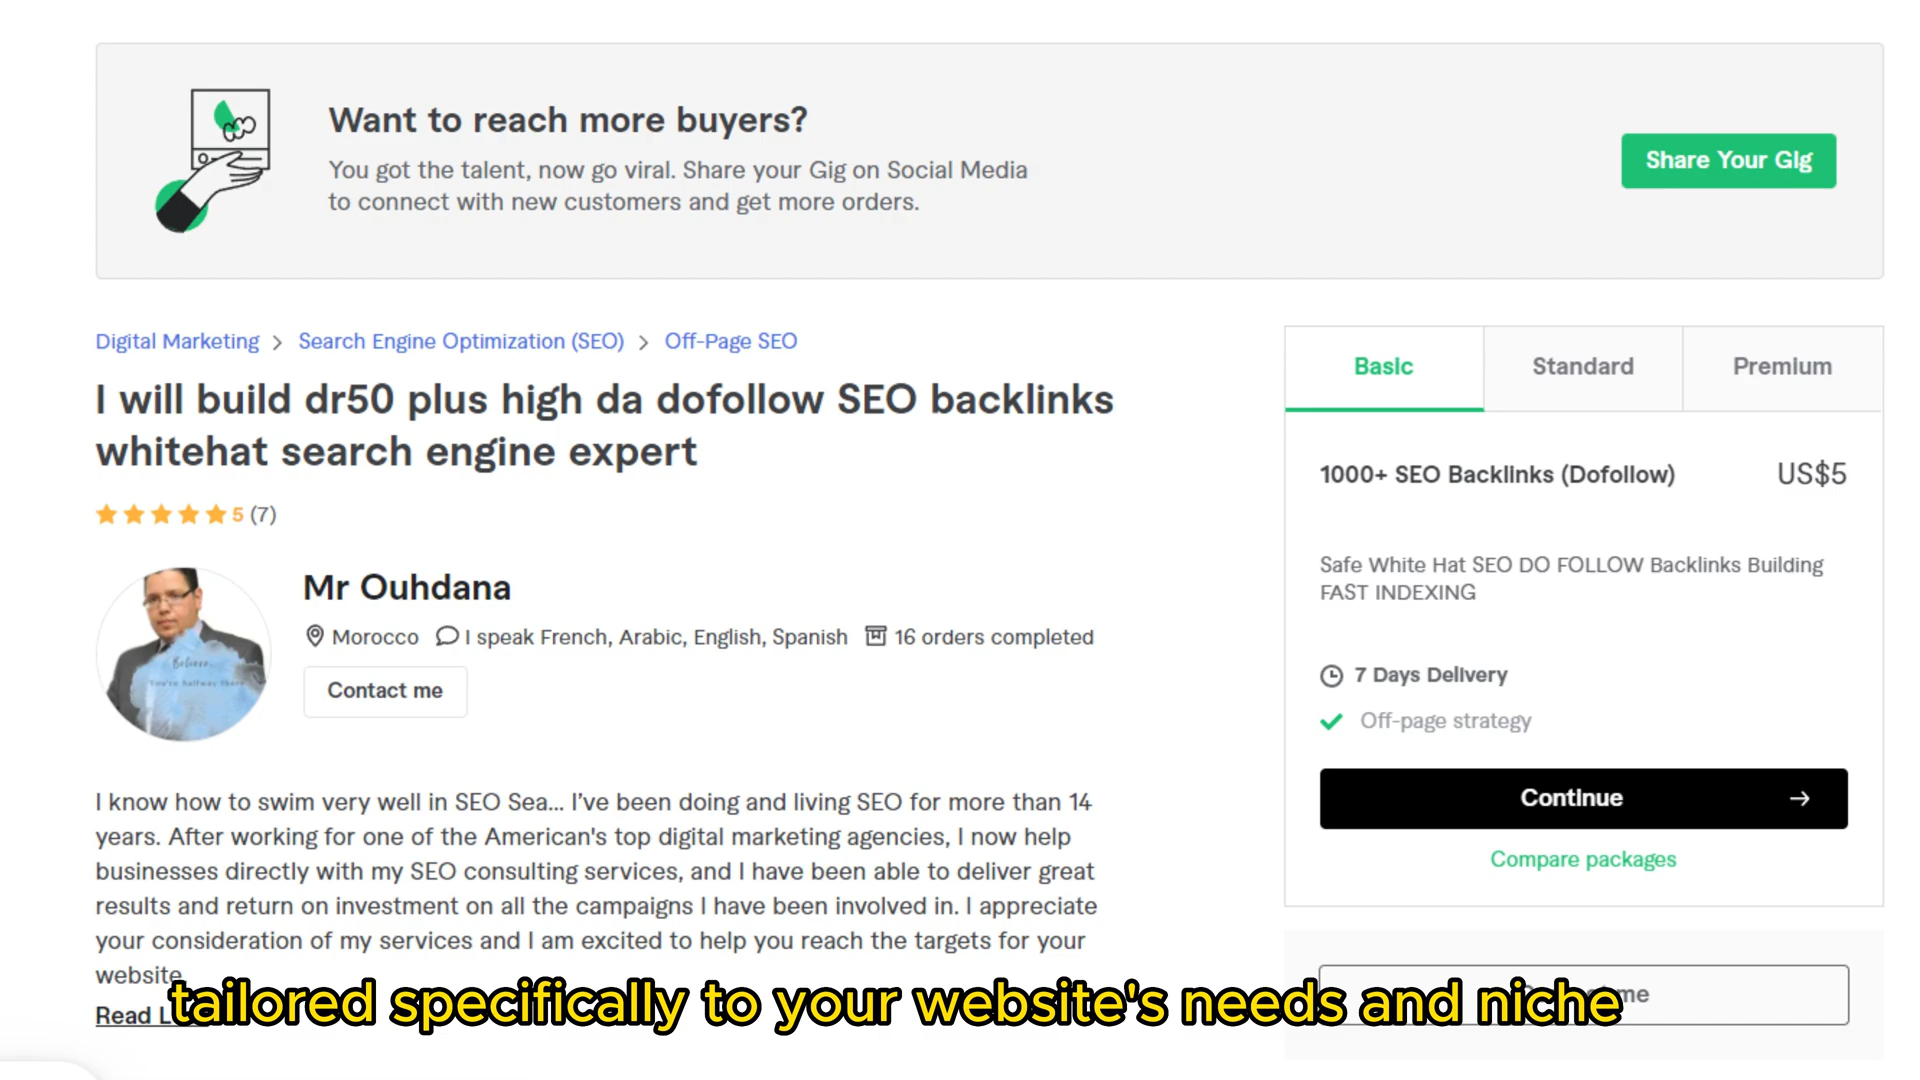 Want to reach more buyers?
You got the talent, now go viral. Share your Gig on Social Media
to connect with new customers and get more orders.
Share Your Gig
Digital Marketing > Search Engine Optimization (SEO) > Off-Page SEO
I will build dr50 plus high da dofollow SEO backlinks
whitehat search engine expert
5 (7)
Believe
You're halfway there
Mr Ouhdana
Morocco I speak French, Arabic, English, Spanish 16 orders completed
Contact me
I know how to swim very well in SEO Sea... I've been doing and living SEO for more than 14
years. After working for one of the American's top digital marketing agencies, I now help
businesses directly with my SEO consulting services, and I have been able to deliver great
results and return on investment on all the campaigns I have been involved in. I appreciate
your consideration of my services and I am excited to help you reach the targets for your
website
Read
Basic Standard Premium
1000+ SEO Backlinks (Dofollow) US$5
Safe White Hat SEO DO FOLLOW Backlinks Building
FAST INDEXING
7 Days Delivery
Off-page strategy
Continue
Compare packages
me
tailored specifically to your website's needs and niche